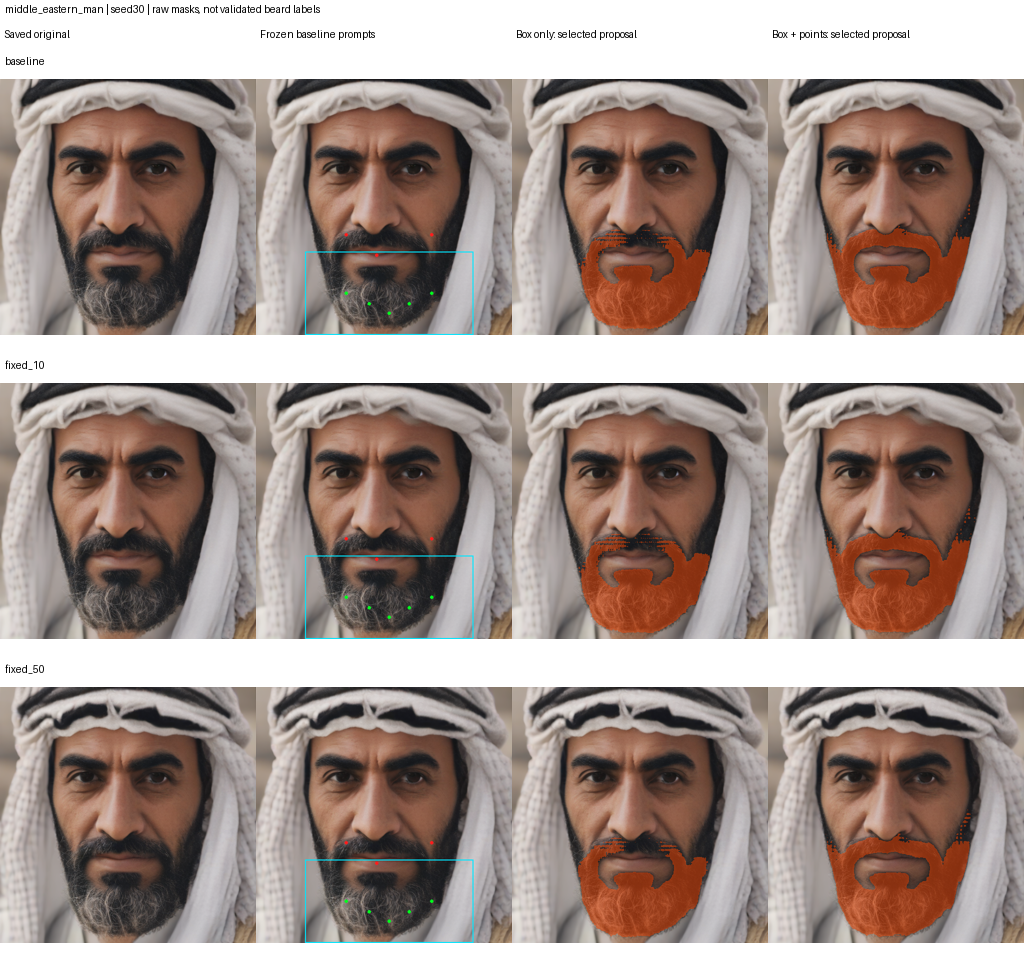 middle_eastern_man | seed30 | raw masks, not validated beard labels
Saved original
Frozen baseline prompts
Box only: selected proposal
Box + points: selected proposal
baseline
fixed_10
fixed_50